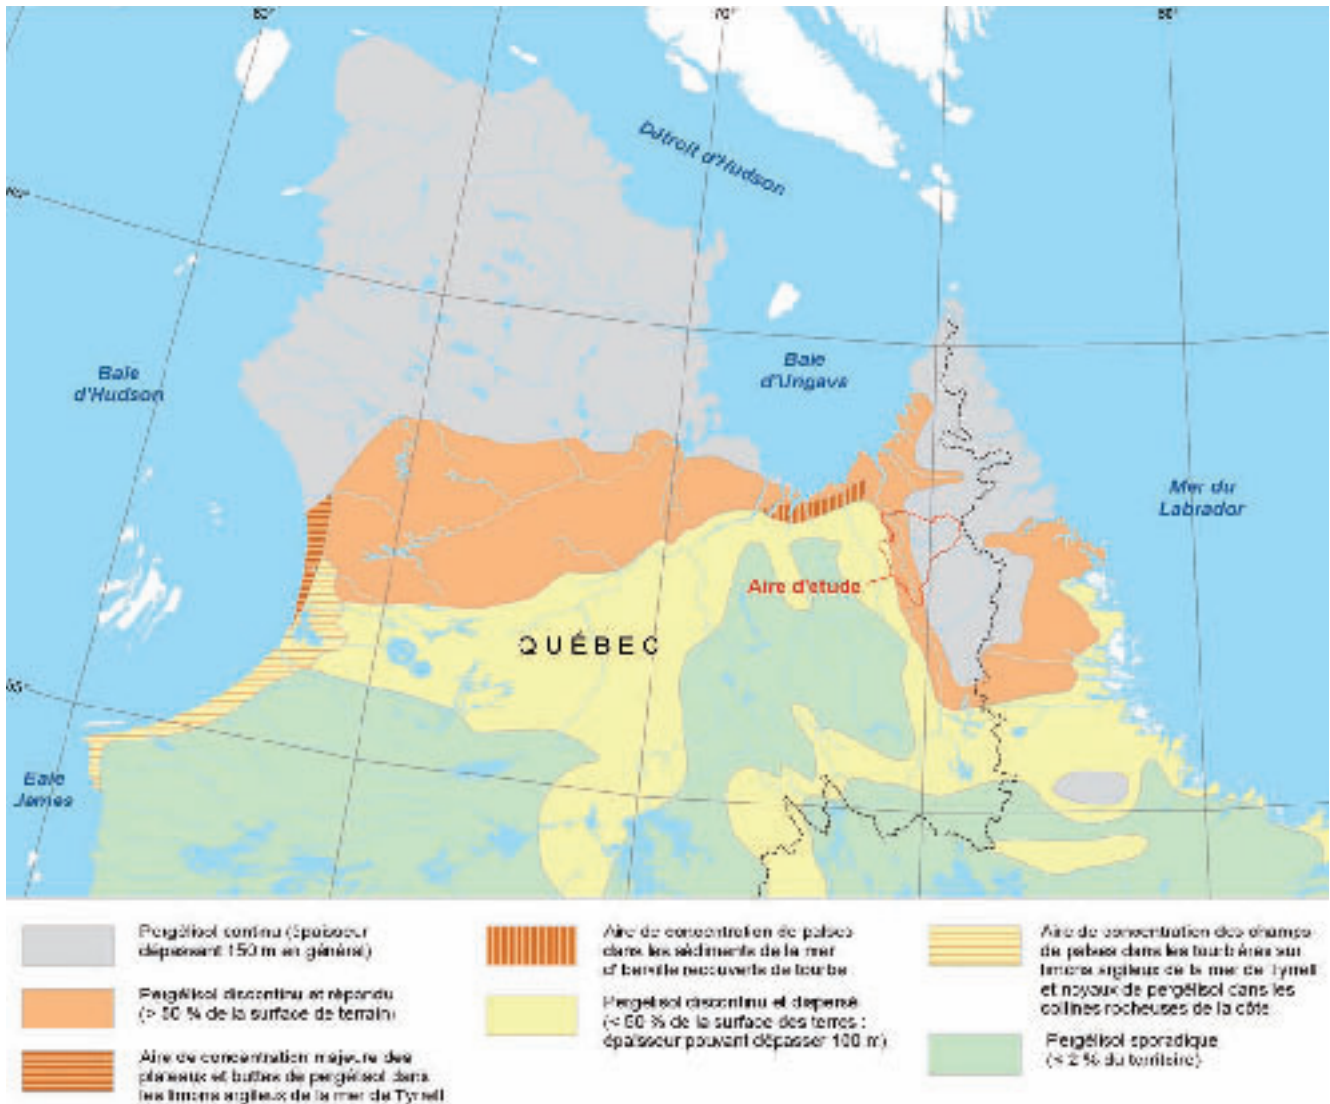 80°
70°
60°
Détroit d'Hudson
60°
Baie
d'Hudson
Baie
d'Ungava
Mer du
Labrador
Aire d'étude
QUÉBEC
55°
Baie
James
Pergélisol continu (épaisseur
dépassant 150 m en général)
Pergélisol discontinu et répandu
(> 50 % de la surface de terrain)
Aire de concentration majeure des
plateaux et buttes de pergélisol dans
les limons argileux de la mer de Tyrrell
Aire de concentration de palses
dans les sédiments de la mer
d'Iberville recouverts de tourbe
Pergélisol discontinu et dispersé
(< 50 % de la surface des terres :
épaisseur pouvant dépasser 100 m)
Aire de concentration des champs
de palses dans les tourbières sur
limons argileux de la mer de Tyrrell
et noyaux de pergélisol dans les
collines rocheuses de la côte
Pergélisol sporadique
(< 2 % du territoire)